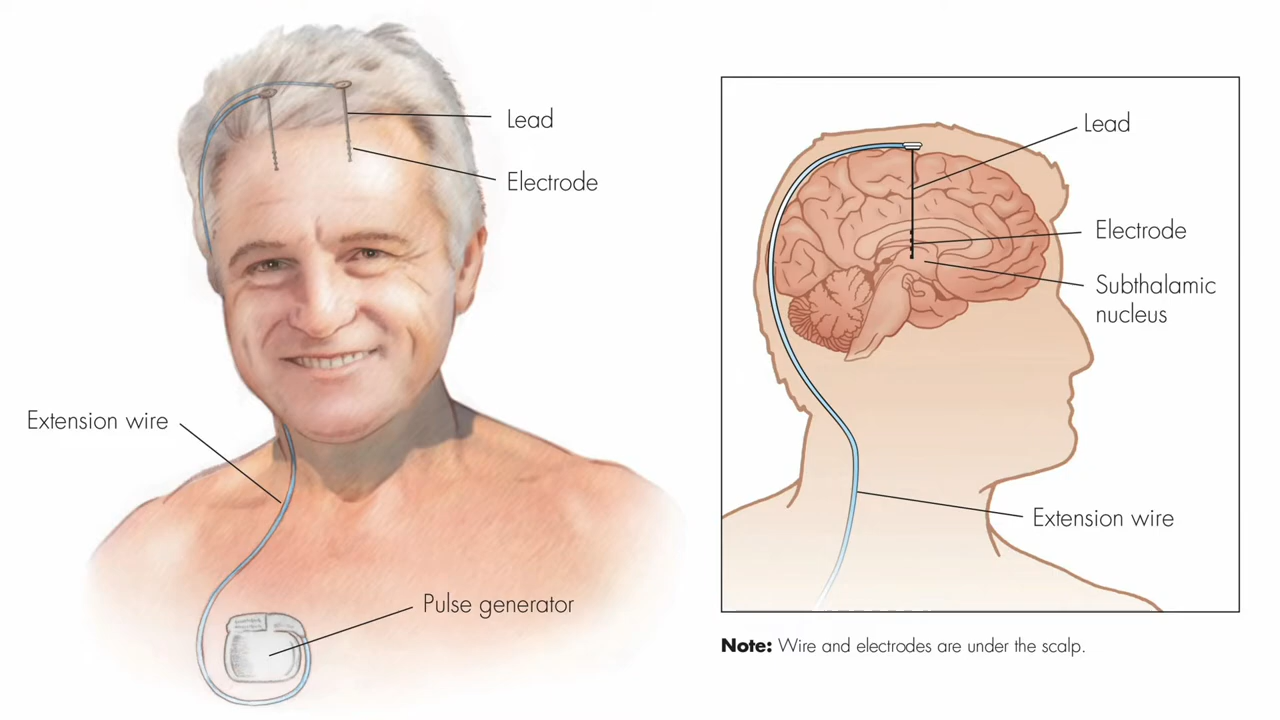 Lead
Electrode
Extension wire
Pulse generator
Lead
Electrode
Subthalamic
nucleus
Extension wire
Note: Wire and electrodes are under the scalp.